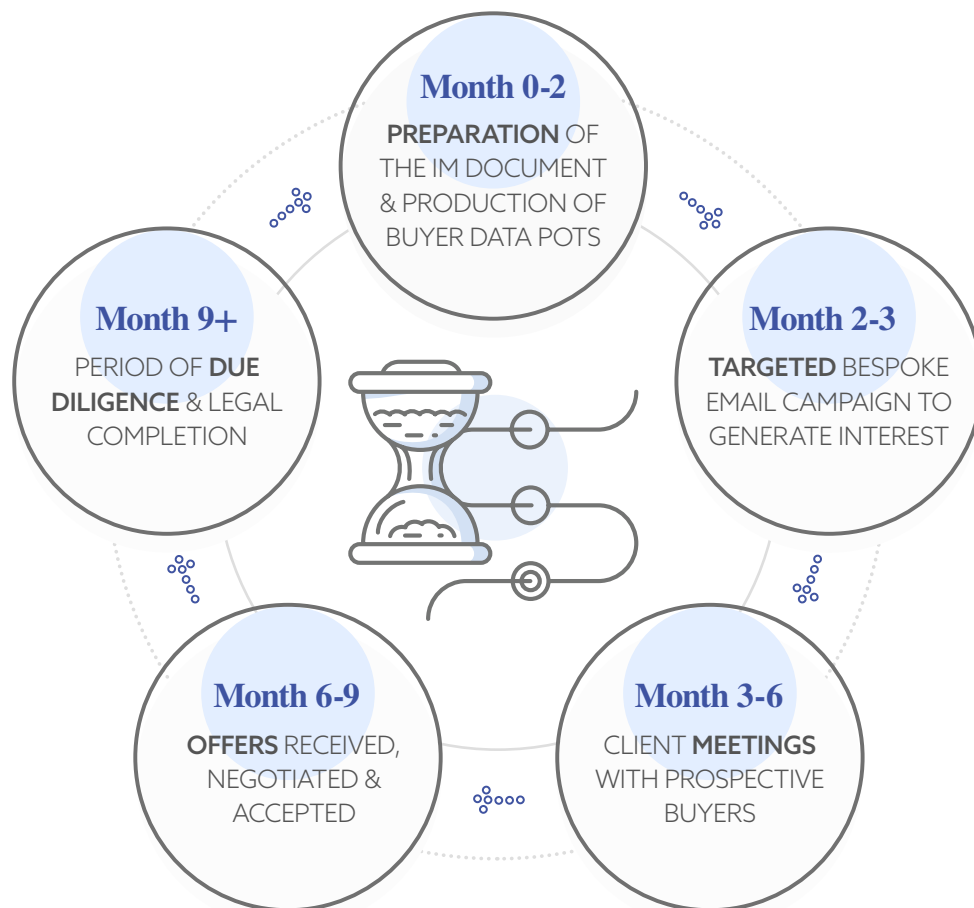 Month 0-2
PREPARATION OF
THE IM DOCUMENT
& PRODUCTION OF
BUYER DATA POTS
Month 2-3
TARGETED BESPOKE
EMAIL CAMPAIGN TO
GENERATE INTEREST
Month 3-6
CLIENT MEETINGS
WITH PROSPECTIVE
BUYERS
Month 6-9
OFFERS RECEIVED,
NEGOTIATED &
ACCEPTED
Month 9+
PERIOD OF DUE
DILIGENCE & LEGAL
COMPLETION